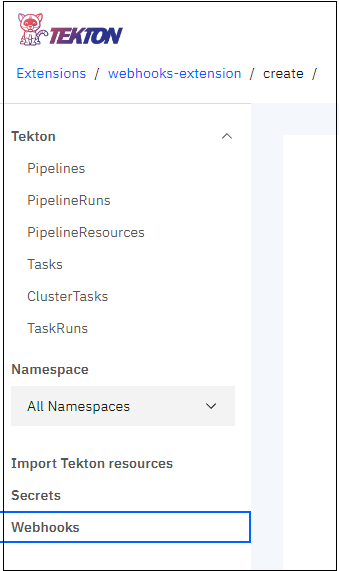 TEKTON
Extensions / webhooks-extension / create /
Tekton
Pipelines
PipelineRuns
PipelineResources
Tasks
ClusterTasks
TaskRuns
Namespace
All Namespaces
Import Tekton resources
Secrets
Webhooks